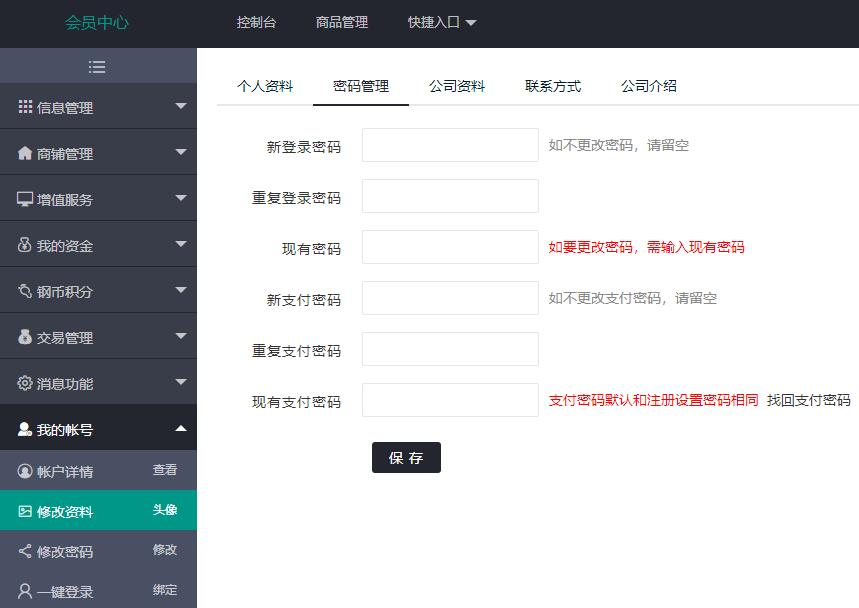 会员中心
控制台
商品管理
快捷入口
信息管理
商铺管理
增值服务
我的资金
钢币积分
交易管理
消息功能
我的帐号
帐户详情 查看
修改资料 头像
修改密码 修改
一键登录 绑定
个人资料
密码管理
公司资料
联系方式
公司介绍
新登录密码 如不更改密码，请留空
重复登录密码
现有密码 如要更改密码，需输入现有密码
新支付密码 如不更改支付密码，请留空
重复支付密码
现有支付密码 支付密码默认和注册设置密码相同 找回支付密码
保 存